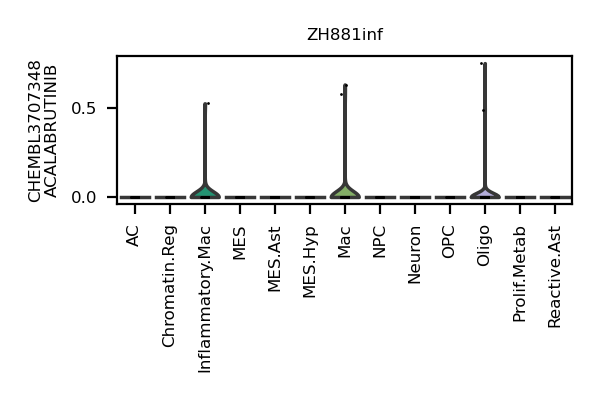 ZH881inf
CHEMBL3707348
ACALABRUTINIB
0.5
0.0
AC
Chromatin.Reg
Inflammatory.Mac
MES
MES.Ast
MES.Hyp
Mac
NPC
Neuron
OPC
Oligo
Prolif.Metab
Reactive.Ast